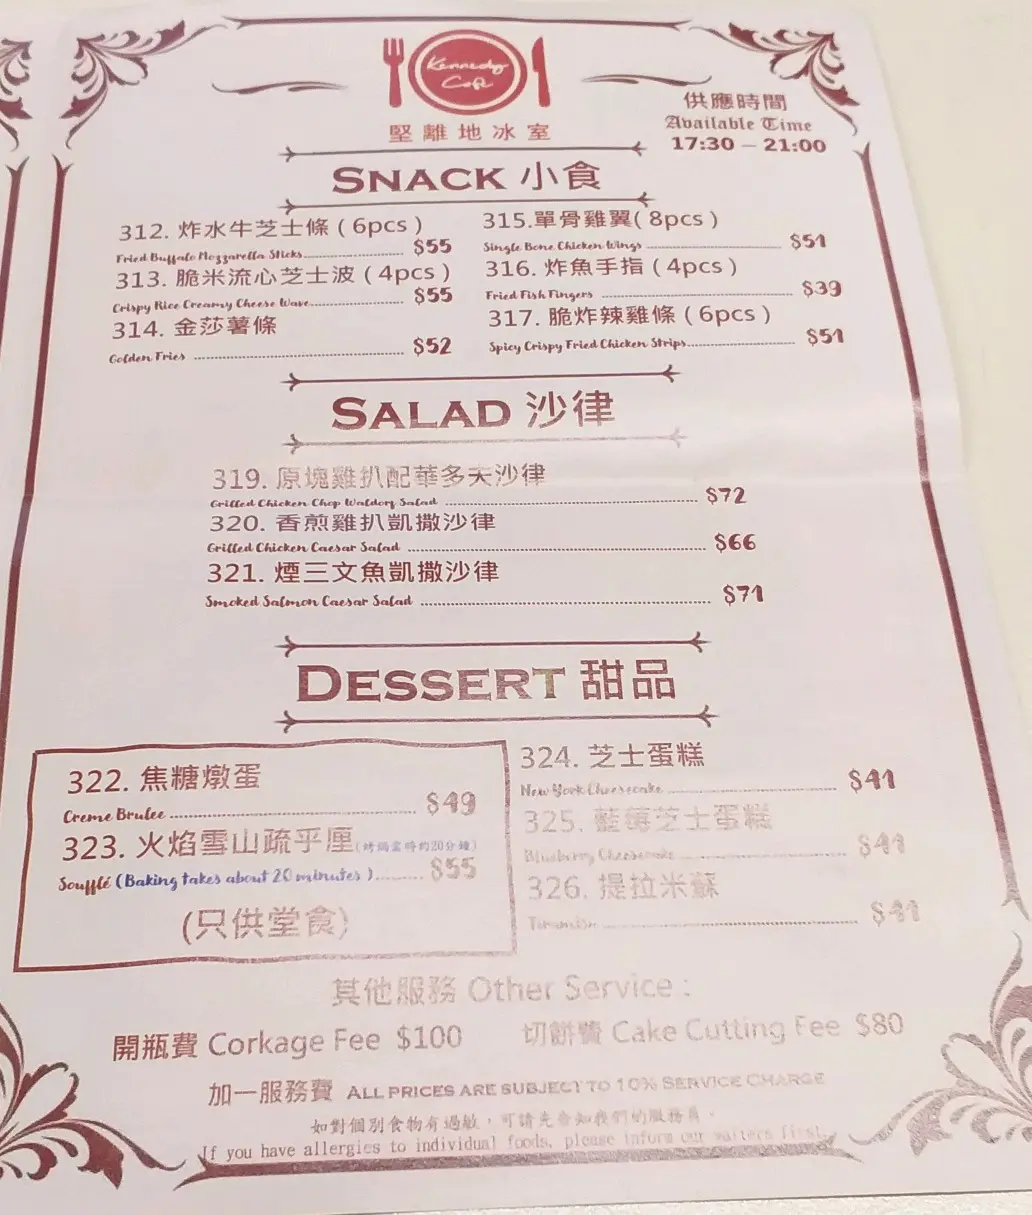 Kennedy
Cafe
堅離地冰室
供應時間
Available Time
17:30 – 21:00
SNACK 小食
312. 炸水牛芝士條 ( 6pcs )
Fried Buffalo Mozzarella Sticks $55
313. 脆米流心芝士波 ( 4pcs )
Crispy Rice Creamy Cheese Wave $55
314. 金莎薯條
Golden Fries $52
315.單骨雞翼( 8pcs )
Single Bone Chicken Wings $51
316. 炸魚手指 ( 4pcs )
Fried Fish Fingers $39
317. 脆炸辣雞條 ( 6pcs )
Spicy Crispy Fried Chicken Strips $51
SALAD 沙律
319. 原塊雞扒配華多夫沙律
Grilled Chicken Chop Waldorf Salad $72
320. 香煎雞扒凱撒沙律
Grilled Chicken Caesar Salad $66
321. 煙三文魚凱撒沙律
Smoked Salmon Caesar Salad $71
DESSERT 甜品
322. 焦糖燉蛋
Creme Brulee $49
323. 火焰雪山疏乎厘(烤焗需時約20分鐘)
Soufflé (Baking takes about 20 minutes ) $55
(只供堂食)
324. 芝士蛋糕
New York Cheesecake $41
325. 藍莓芝士蛋糕
Blueberry Cheesecake $41
326. 提拉米蘇
Tiramisu $41
其他服務 Other Service :
開瓶費 Corkage Fee $100
切餅費 Cake Cutting Fee $80
加一服務費 ALL PRICES ARE SUBJECT TO 10% SERVICE CHARGE
如對個別食物有過敏，可請先告知我們的服務員。
If you have allergies to individual foods, please inform our waiters first.